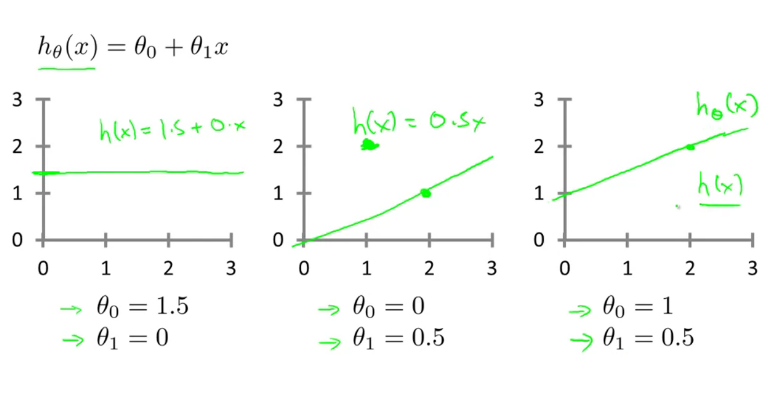 h_θ(x) = θ₀ + θ₁x
3
2
1
0
0 1 2 3
h(x) = 1.5 + 0·x
→ θ₀ = 1.5
→ θ₁ = 0
3
2
1
0
0 1 2 3
h(x) = 0.5x
→ θ₀ = 0
→ θ₁ = 0.5
3
2
1
0
0 1 2 3
h_θ(x)
h(x)
→ θ₀ = 1
→ θ₁ = 0.5